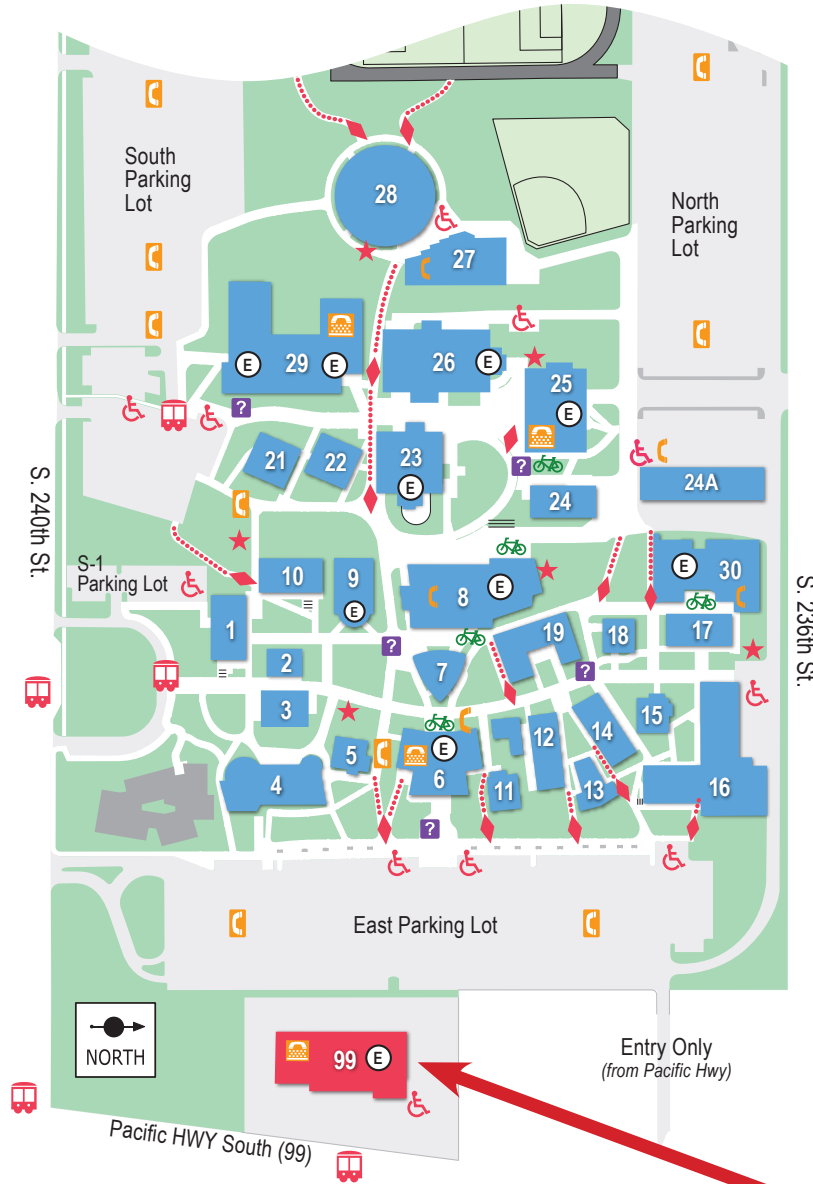 28
South
Parking
Lot
North
Parking
Lot
27
26
E
29
E
E
25
E
?
23
E
?
21
22
24
24A
S. 240th St.
S-1
Parking Lot
10
9
E
8
E
E
30
S. 236th St.
1
2
3
?
7
19
18
17
?
5
E
6
12
14
15
4
11
13
16
?
East Parking Lot
NORTH
99
E
Entry Only
(from Pacific Hwy)
Pacific HWY South (99)